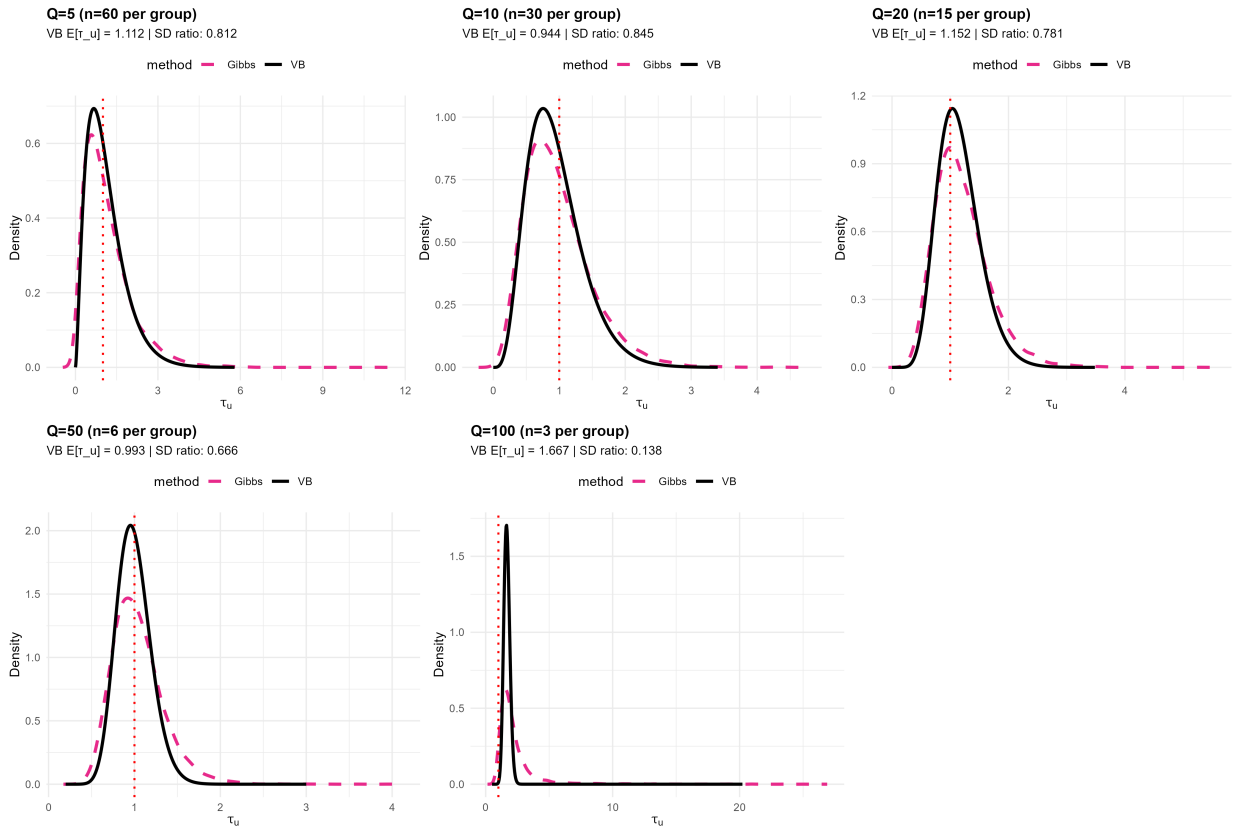 Q=5 (n=60 per group)
VB E[τ_u] = 1.112 | SD ratio: 0.812
method Gibbs VB
Density
0.6
0.4
0.2
0.0
0 3 6 9 12
τu
Q=10 (n=30 per group)
VB E[τ_u] = 0.944 | SD ratio: 0.845
method Gibbs VB
Density
1.00
0.75
0.50
0.25
0.00
0 1 2 3 4
τu
Q=20 (n=15 per group)
VB E[τ_u] = 1.152 | SD ratio: 0.781
method Gibbs VB
Density
1.2
0.9
0.6
0.3
0.0
0 2 4
τu
Q=50 (n=6 per group)
VB E[τ_u] = 0.993 | SD ratio: 0.666
method Gibbs VB
Density
2.0
1.5
1.0
0.5
0.0
0 1 2 3 4
τu
Q=100 (n=3 per group)
VB E[τ_u] = 1.667 | SD ratio: 0.138
method Gibbs VB
Density
1.5
1.0
0.5
0.0
0 10 20
τu